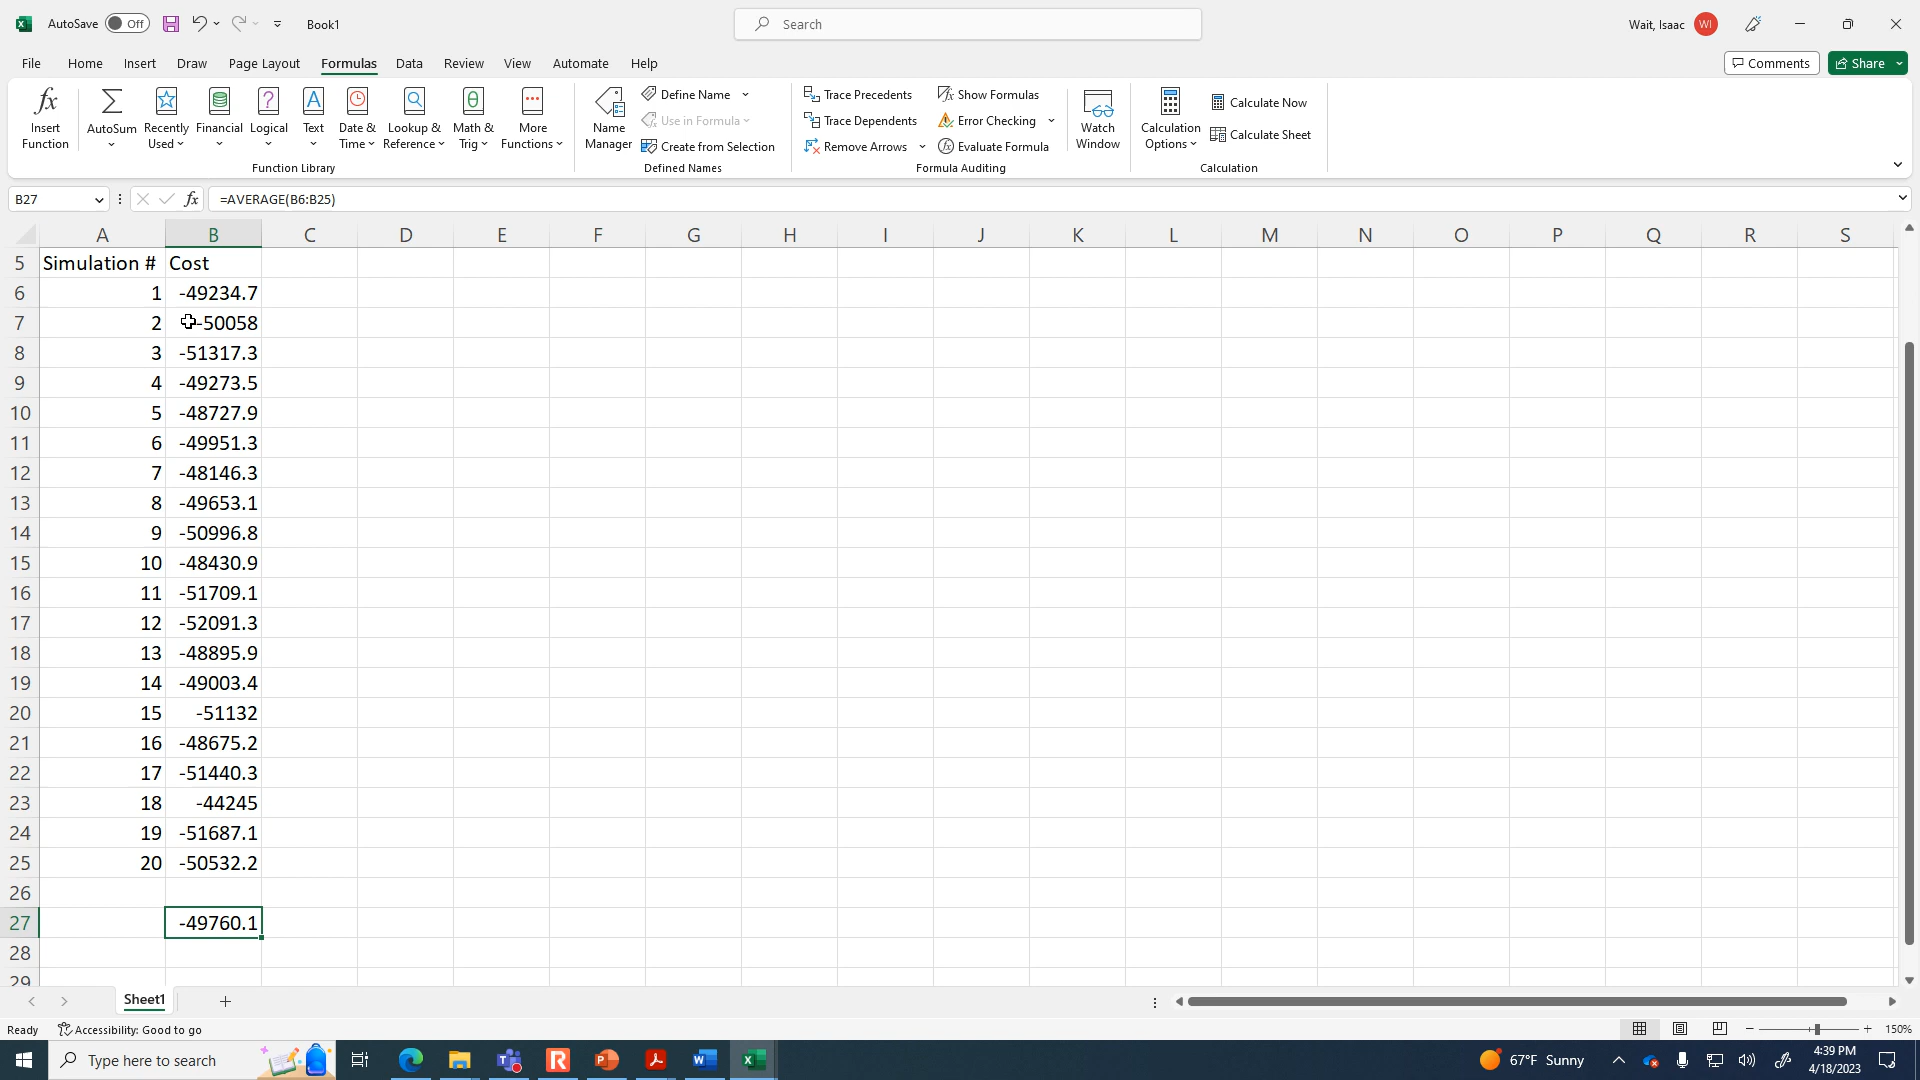 AutoSave Off Book1 Search Wait, Isaac WI
File Home Insert Draw Page Layout Formulas Data Review View Automate Help Comments Share
Insert Function
AutoSum
Recently Used
Financial
Logical
Text
Date & Time
Lookup & Reference
Math & Trig
More Functions
Function Library
Name Manager
Define Name
Use in Formula
Create from Selection
Defined Names
Trace Precedents
Trace Dependents
Remove Arrows
Show Formulas
Error Checking
Evaluate Formula
Formula Auditing
Watch Window
Calculation Options
Calculate Now
Calculate Sheet
Calculation
B27 fx =AVERAGE(B6:B25)
A B C D E F G H I J K L M N O P Q R S
5 Simulation # Cost
6 1 -49234.7
7 2 -50058
8 3 -51317.3
9 4 -49273.5
10 5 -48727.9
11 6 -49951.3
12 7 -48146.3
13 8 -49653.1
14 9 -50996.8
15 10 -48430.9
16 11 -51709.1
17 12 -52091.3
18 13 -48895.9
19 14 -49003.4
20 15 -51132
21 16 -48675.2
22 17 -51440.3
23 18 -44245
24 19 -51687.1
25 20 -50532.2
26
27 -49760.1
28
29
Sheet1
Ready Accessibility: Good to go 150%
Type here to search 67°F Sunny 4:39 PM
4/18/2023